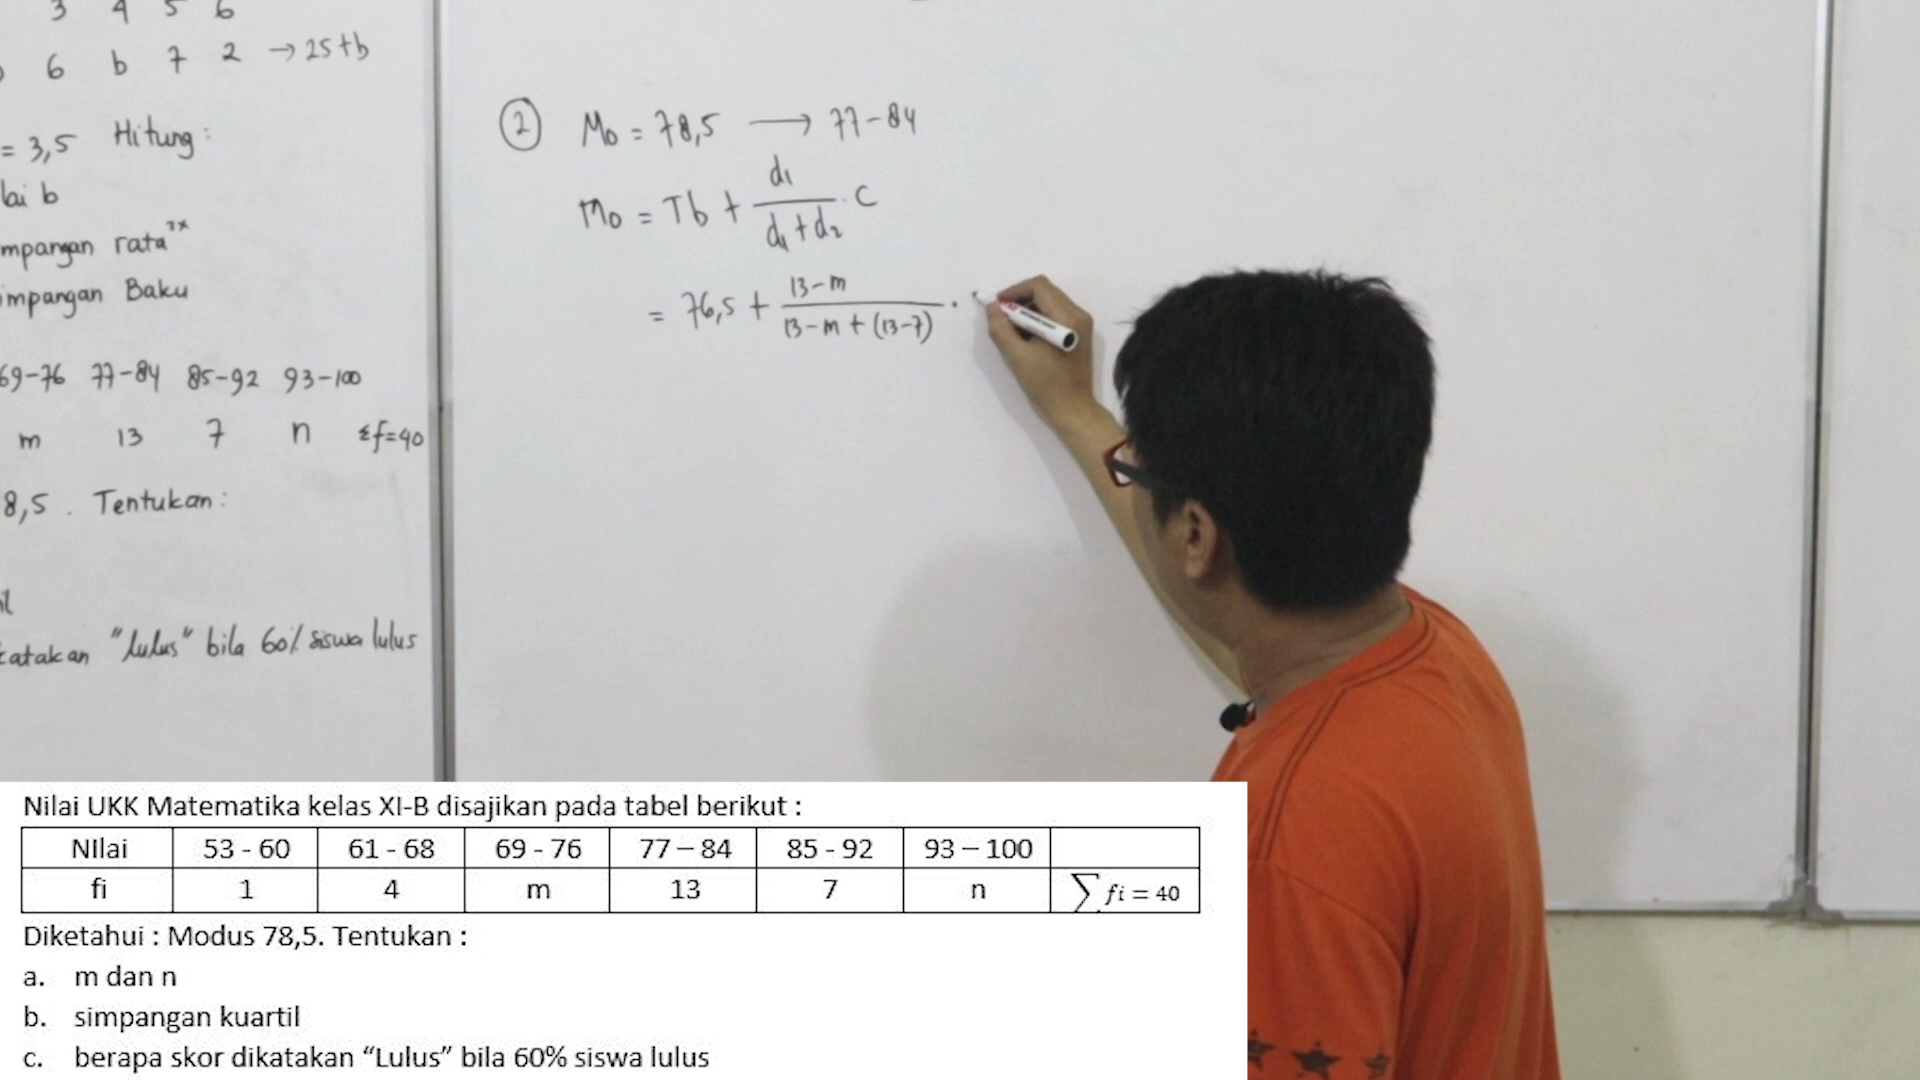 3 4 5 6
6 b 7 2 → 25+b
= 3,5 Hitung :
lai b
mpangan rata²ˣ
impangan Baku
69-76 77-84 85-92 93-100
m 13 7 n Σf=40
8,5 . Tentukan :
il
katakan "lulus" bila 60% siswa lulus
② Mo = 78,5 → 77-84
Mo = Tb + d₁ / (d₁ + d₂) . C
= 76,5 + (13-m) / (13-m + (13-7)) .
Nilai UKK Matematika kelas XI-B disajikan pada tabel berikut :
NIlai 53 - 60 61 - 68 69 - 76 77 – 84 85 - 92 93 – 100
fi 1 4 m 13 7 n ∑ fi = 40
Diketahui : Modus 78,5. Tentukan :
a. m dan n
b. simpangan kuartil
c. berapa skor dikatakan “Lulus” bila 60% siswa lulus